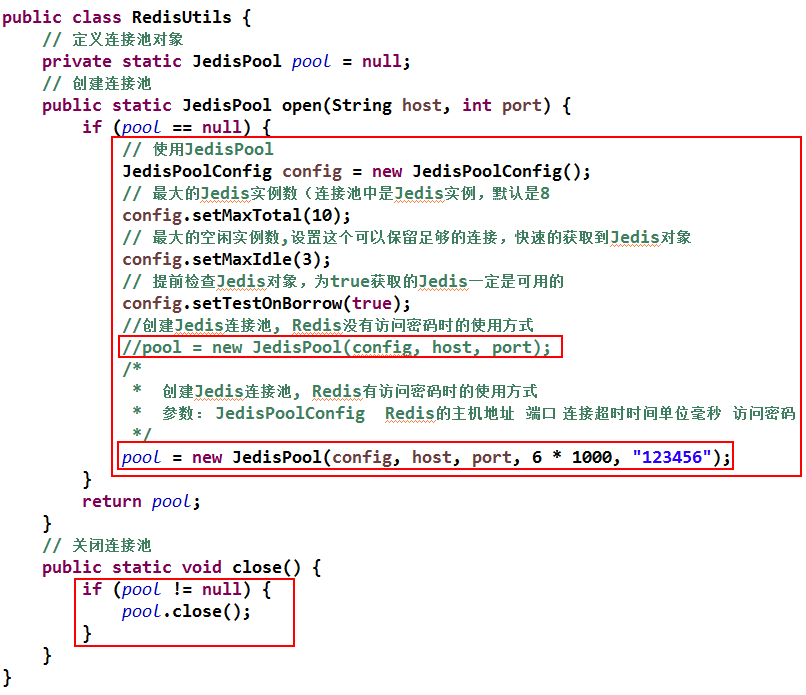 public class RedisUtils {
// 定义连接池对象
private static JedisPool pool = null;
// 创建连接池
public static JedisPool open(String host, int port) {
if (pool == null) {
// 使用JedisPool
JedisPoolConfig config = new JedisPoolConfig();
// 最大的Jedis实例数（连接池中是Jedis实例，默认是8
config.setMaxTotal(10);
// 最大的空闲实例数,设置这个可以保留足够的连接，快速的获取到Jedis对象
config.setMaxIdle(3);
// 提前检查Jedis对象，为true获取的Jedis一定是可用的
config.setTestOnBorrow(true);
//创建Jedis连接池, Redis没有访问密码时的使用方式
//pool = new JedisPool(config, host, port);
/*
* 创建Jedis连接池, Redis有访问密码时的使用方式
* 参数: JedisPoolConfig Redis的主机地址 端口 连接超时时间单位毫秒 访问密码
*/
pool = new JedisPool(config, host, port, 6 * 1000, "123456");
}
return pool;
}
// 关闭连接池
public static void close() {
if (pool != null) {
pool.close();
}
}
}